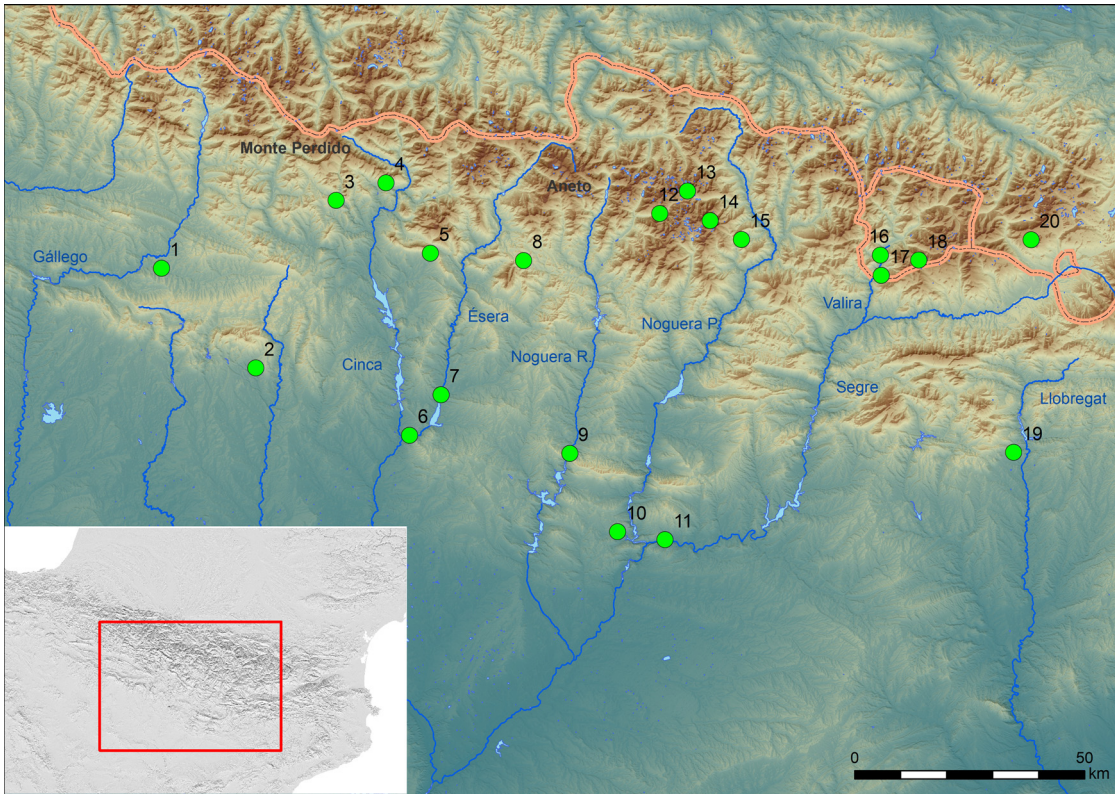 Monte Perdido
4
3
Aneto
13
12
14
15
20
5
8
16
17
18
1
Gállego
Valira
Ésera
Noguera P.
2
Cinca
Noguera R.
Segre
Llobregat
7
6
9
19
10
11
0
50
km